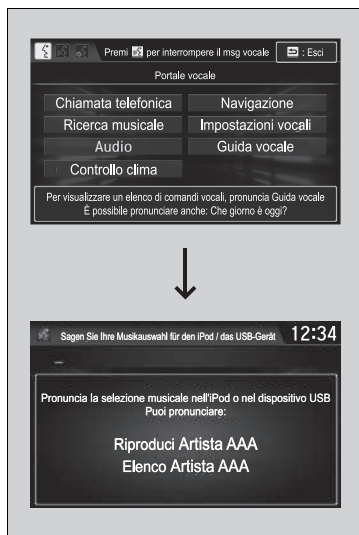 Premi per interrompere il msg vocale : Esci
Portale vocale
Chiamata telefonica Navigazione
Ricerca musicale Impostazioni vocali
Audio Guida vocale
Controllo clima
Per visualizzare un elenco di comandi vocali, pronuncia Guida vocale
È possibile pronunciare anche: Che giorno è oggi?
Sagen Sie Ihre Musikauswahl für den iPod / das USB-Gerät 12:34
Pronuncia la selezione musicale nell'iPod o nel dispositivo USB
Puoi pronunciare:
Riproduci Artista AAA
Elenco Artista AAA